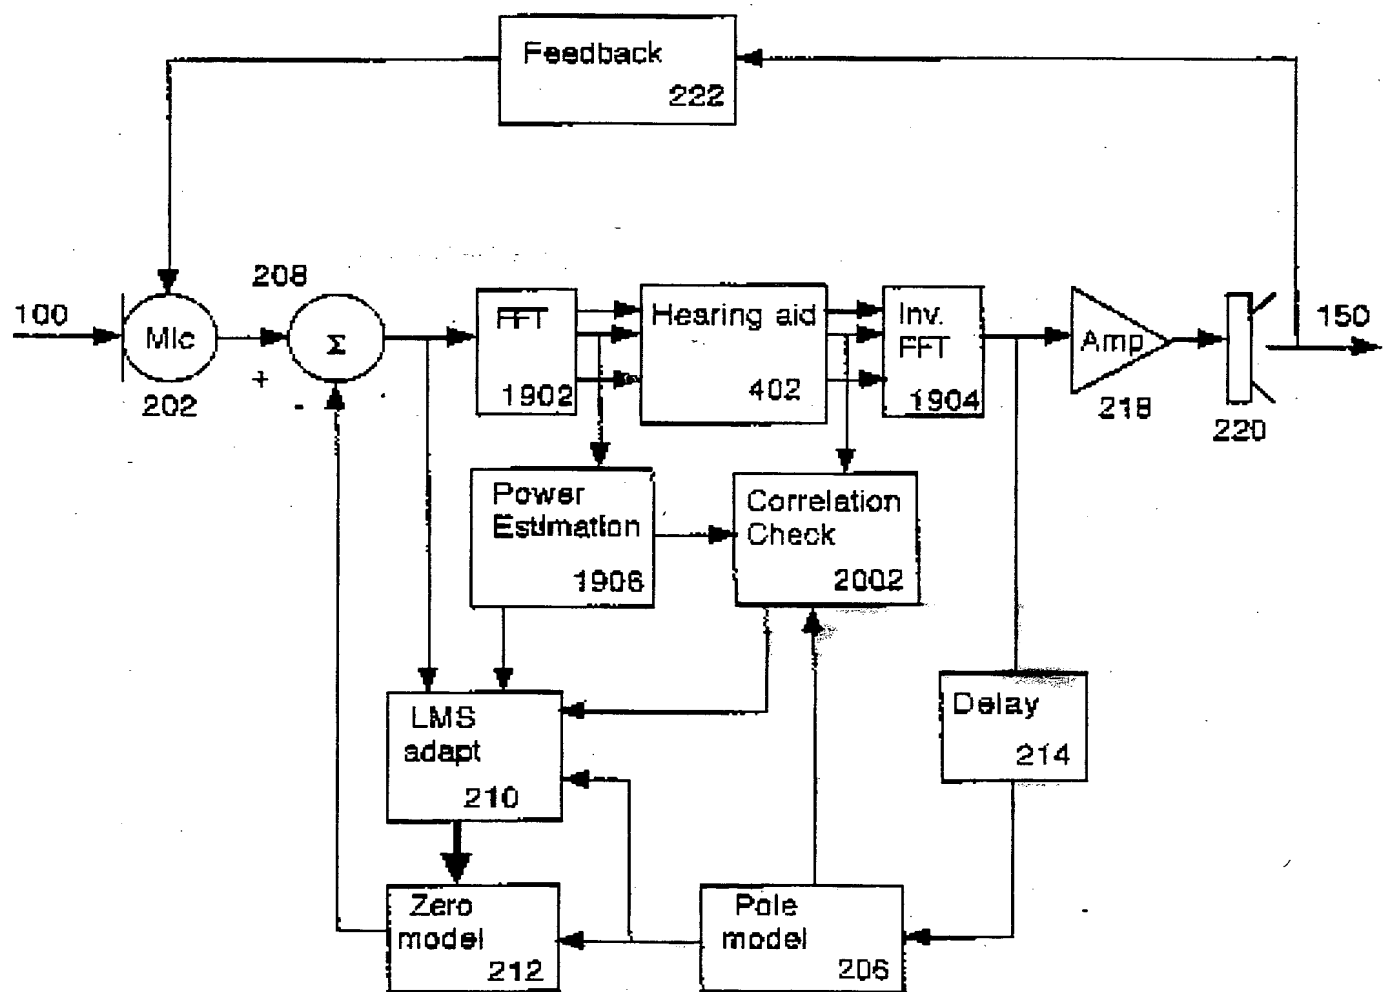 Feedback
222
208
100
Mic
Σ
FFT
Hearing aid
Inv.
FFT
Amp
150
+
-
202
1902
402
1904
218
220
Power
Estimation
1906
Correlation
Check
2002
LMS
adapt
210
Delay
214
Zero
model
212
Pole
model
206